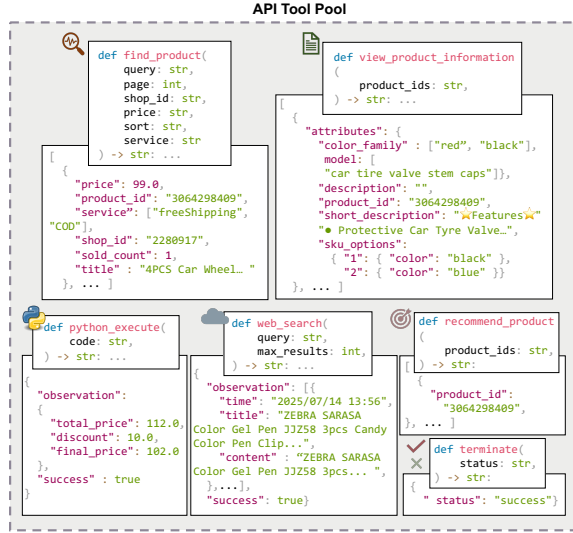 API Tool Pool
def find_product(
query: str,
page: int,
shop_id: str,
price: str,
sort: str,
service: str
) -> str: ...
[
{
"price": 99.0,
"product_id": "3064298409",
"service": ["freeShipping",
"COD"],
"shop_id": "2280917",
"sold_count": 1,
"title" : "4PCS Car Wheel… "
}, ... ]
def view_product_information
(
product_ids: str,
) -> str: ...
[
{
"attributes": {
"color_family" : ["red", "black"],
model: [
"car tire valve stem caps"]},
"description": "",
"product_id": "3064298409",
"short_description": "⭐Features⭐"
"● Protective Car Tyre Valve…",
"sku_options":
{ "1": { "color": "black" },
"2": { "color": "blue" }}
}, ... ]
def python_execute(
code: str,
) -> str: ...
{
"observation":
{
"total_price": 112.0,
"discount": 10.0,
"final_price": 102.0
},
"success" : true
}
def web_search(
query: str,
max_results: int,
) -> str: ...
{
"observation": [{
"time": "2025/07/14 13:56",
"title": "ZEBRA SARASA
Color Gel Pen JJZ58 3pcs Candy
Color Pen Clip...",
"content" : "ZEBRA SARASA
Color Gel Pen JJZ58 3pcs... ",
},...],
"success": true}
def recommend_product
(
product_ids: str,
) -> str:
[
{
"product_id":
"3064298409",
}, ... ]
def terminate(
status: str,
) -> str:
{
" status": "success"}